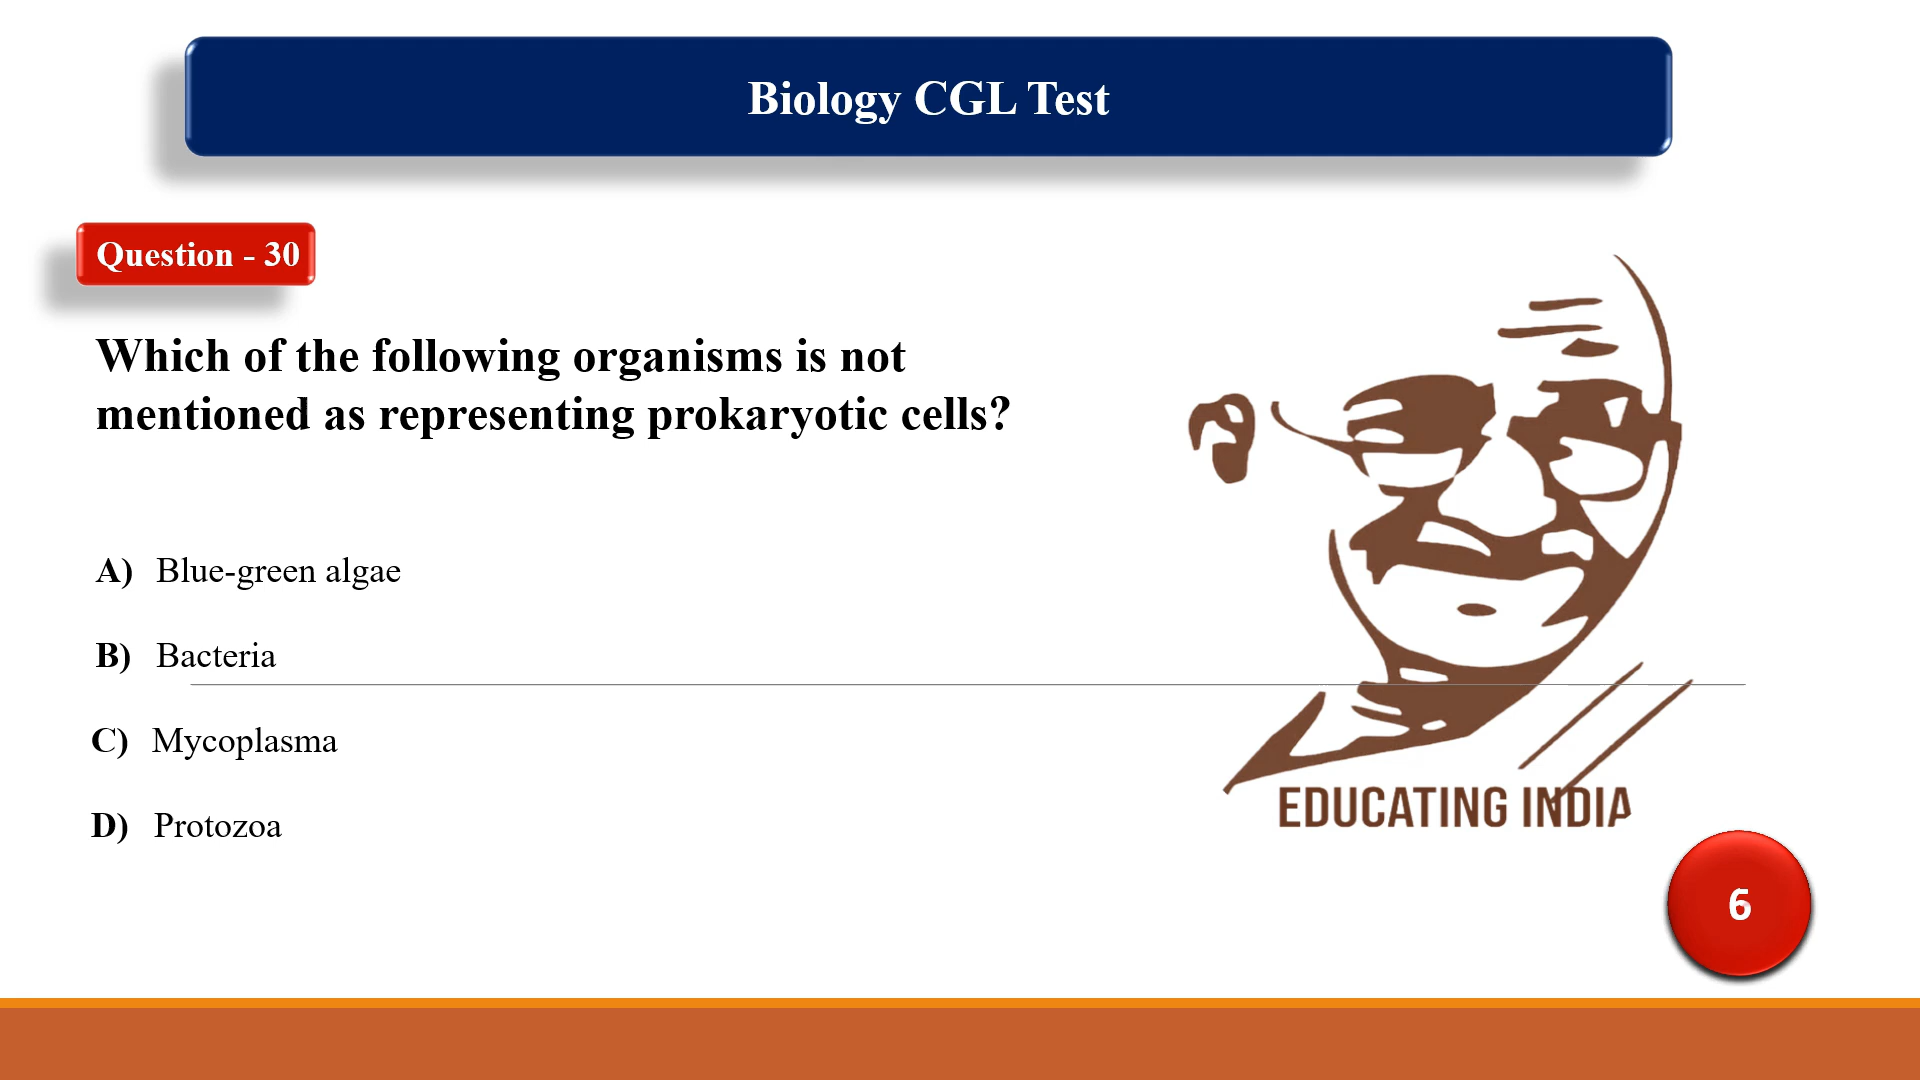 Biology CGL Test
Question - 30
Which of the following organisms is not
mentioned as representing prokaryotic cells?
A) Blue-green algae
B) Bacteria
C) Mycoplasma
D) Protozoa
EDUCATING INDIA
6